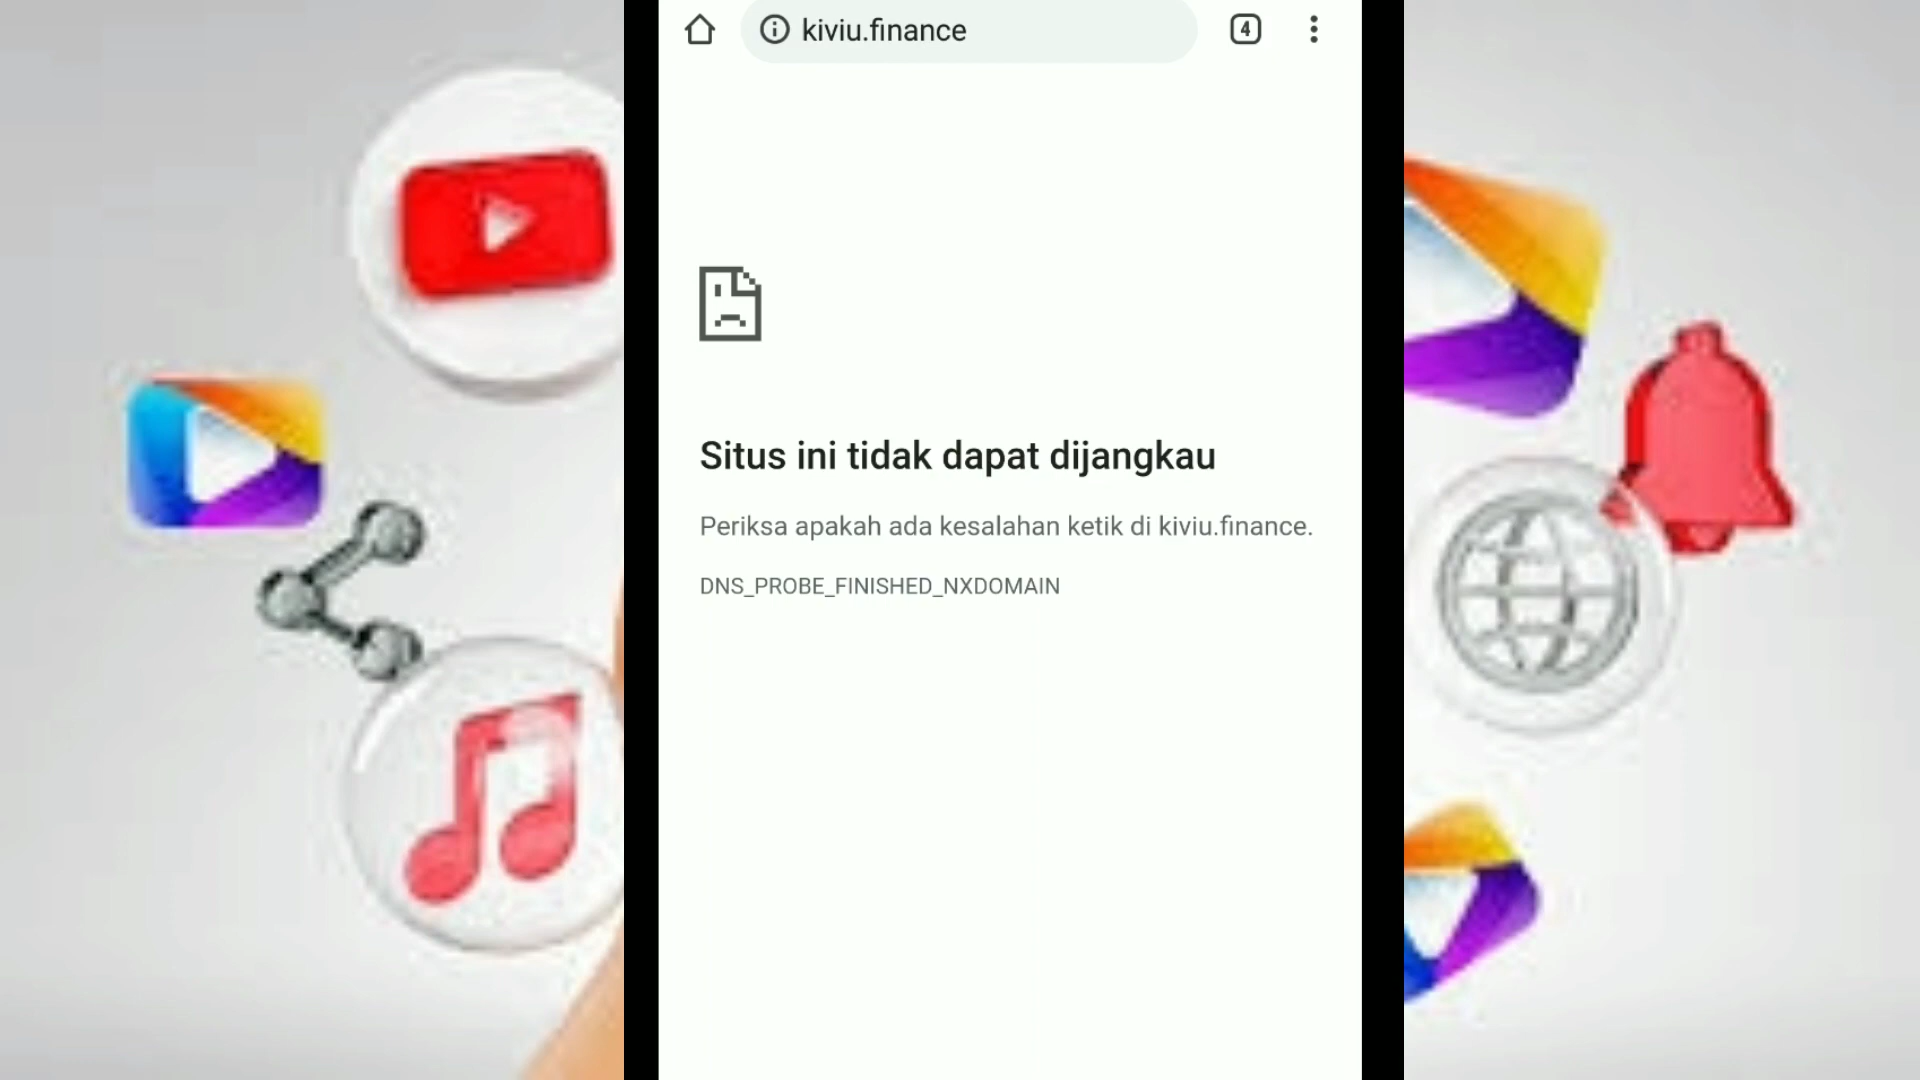 kiviu.finance
4
Situs ini tidak dapat dijangkau
Periksa apakah ada kesalahan ketik di kiviu.finance.
DNS_PROBE_FINISHED_NXDOMAIN